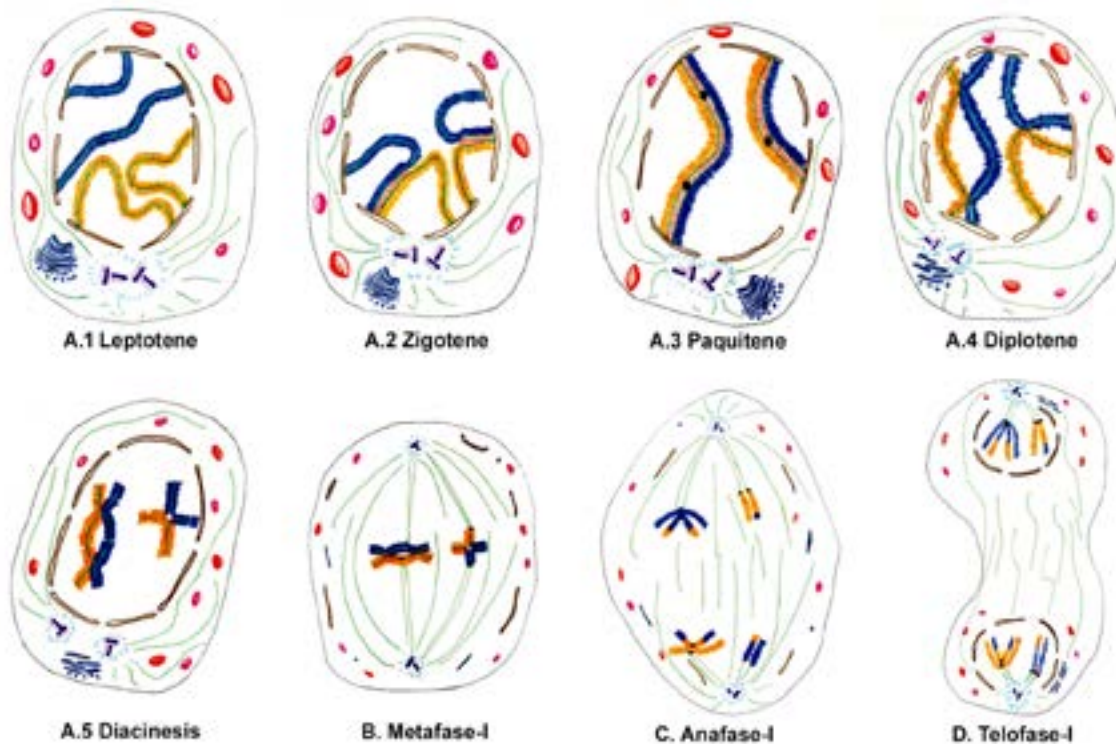 A.1 Leptotene
A.2 Zigotene
A.3 Paquitene
A.4 Diplotene
A.5 Diacinesis
B. Metafase-I
C. Anafase-I
D. Telofase-I